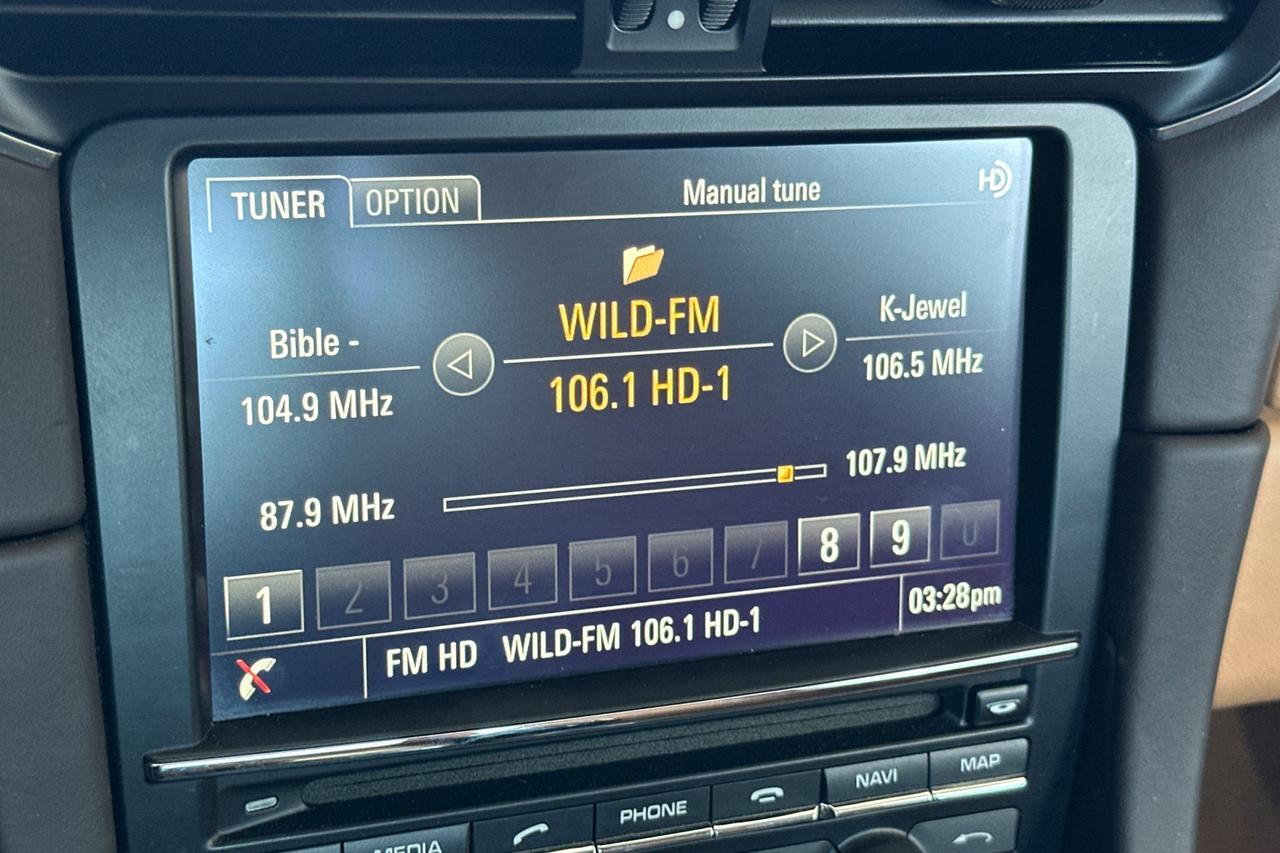 TUNER OPTION Manual tune HD
WILD-FM
Bible - K-Jewel
104.9 MHz 106.1 HD-1 106.5 MHz
87.9 MHz 107.9 MHz
1 2 3 4 5 6 7 8 9 0
FM HD WILD-FM 106.1 HD-1 03:28pm
MEDIA PHONE NAVI MAP